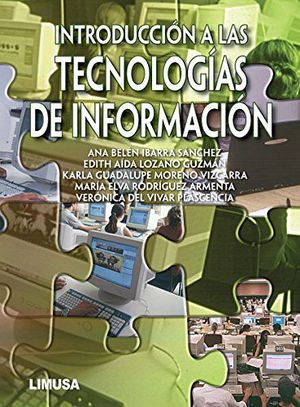 INTRODUCCIÓN A LAS
TECNOLOGÍAS
DE INFORMACIÓN
ANA BELÉN IBARRA SÁNCHEZ
EDITH AÍDA LOZANO GUZMÁN
KARLA GUADALUPE MORENO VIZCARRA
MARÍA ELVA RODRÍGUEZ ARMENTA
VERÓNICA DEL VIVAR PLASCENCIA
LIMUSA